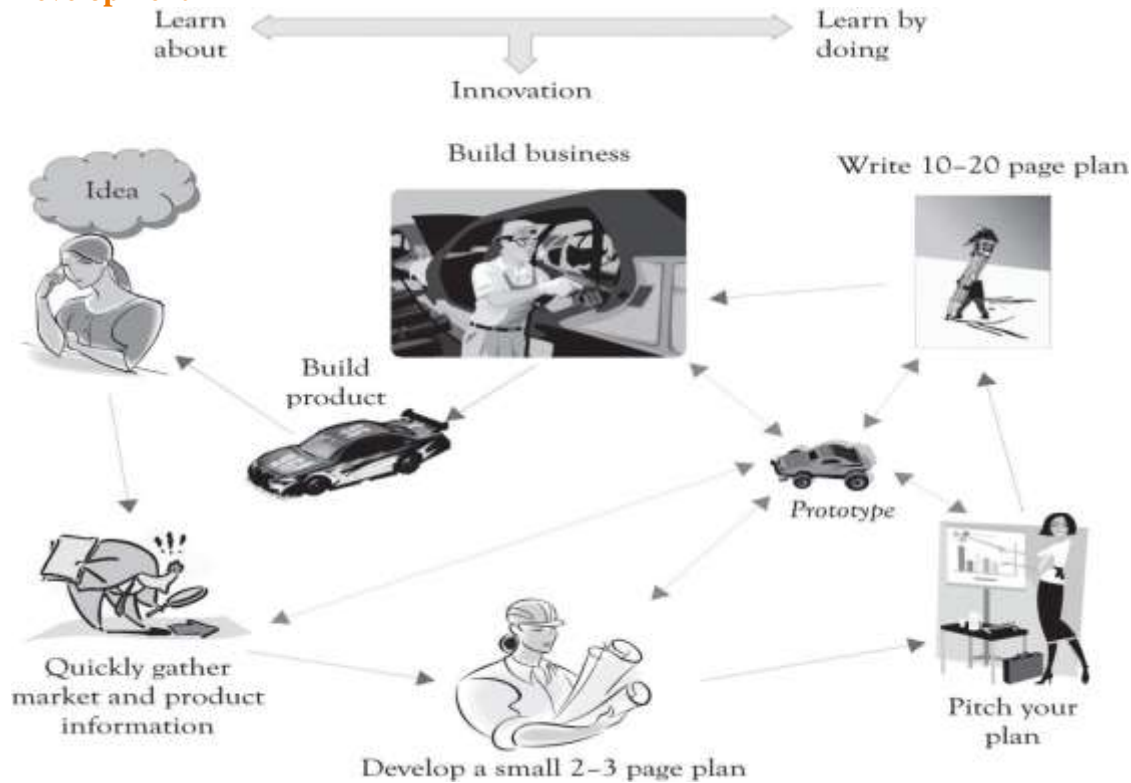 Learn
about
Learn by
doing
Innovation
Build business
Write 10–20 page plan
Idea
Build
product
Prototype
Quickly gather
market and product
information
Develop a small 2–3 page plan
Pitch your
plan